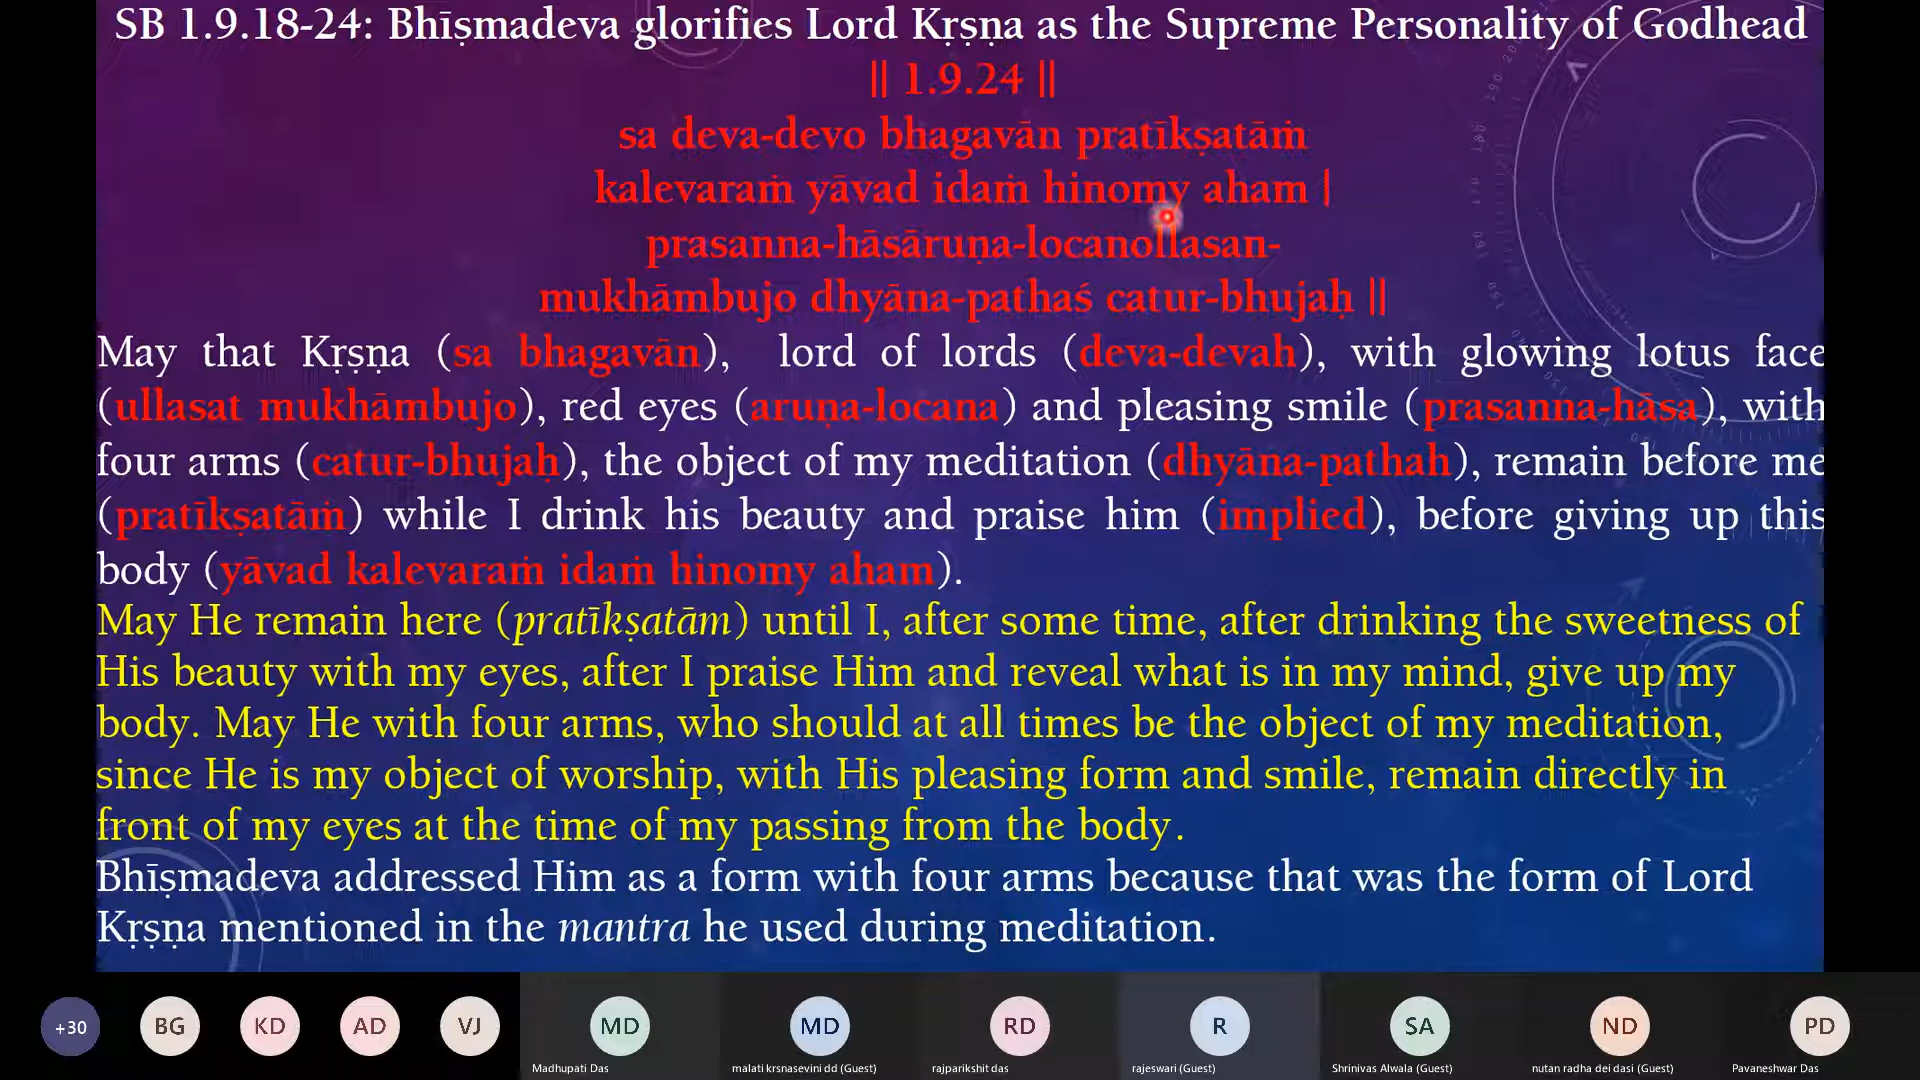 SB 1.9.18-24: Bhīṣmadeva glorifies Lord Kṛṣṇa as the Supreme Personality of Godhead
|| 1.9.24 ||
sa deva-devo bhagavān pratīkṣatāṁ
kalevaraṁ yāvad idaṁ hinomy aham |
prasanna-hāsāruṇa-locanollasan-
mukhāmbujo dhyāna-pathaś catur-bhujaḥ ||
May that Kṛṣṇa (sa bhagavān), lord of lords (deva-devah), with glowing lotus face
(ullasat mukhāmbujo), red eyes (aruṇa-locana) and pleasing smile (prasanna-hāsa), with
four arms (catur-bhujaḥ), the object of my meditation (dhyāna-pathah), remain before me
(pratīkṣatāṁ) while I drink his beauty and praise him (implied), before giving up this
body (yāvad kalevaraṁ idaṁ hinomy aham).
May He remain here (pratīkṣatām) until I, after some time, after drinking the sweetness of
His beauty with my eyes, after I praise Him and reveal what is in my mind, give up my
body. May He with four arms, who should at all times be the object of my meditation,
since He is my object of worship, with His pleasing form and smile, remain directly in
front of my eyes at the time of my passing from the body.
Bhīṣmadeva addressed Him as a form with four arms because that was the form of Lord
Kṛṣṇa mentioned in the mantra he used during meditation.
+30 BG KD AD VJ MD MD RD R SA ND PD
Madhupati Das malati krsnasevini dd (Guest) rajparikshit das rajeswari (Guest) Shrinivas Alwala (Guest) nutan radha dei dasi (Guest) Pavaneshwar Das